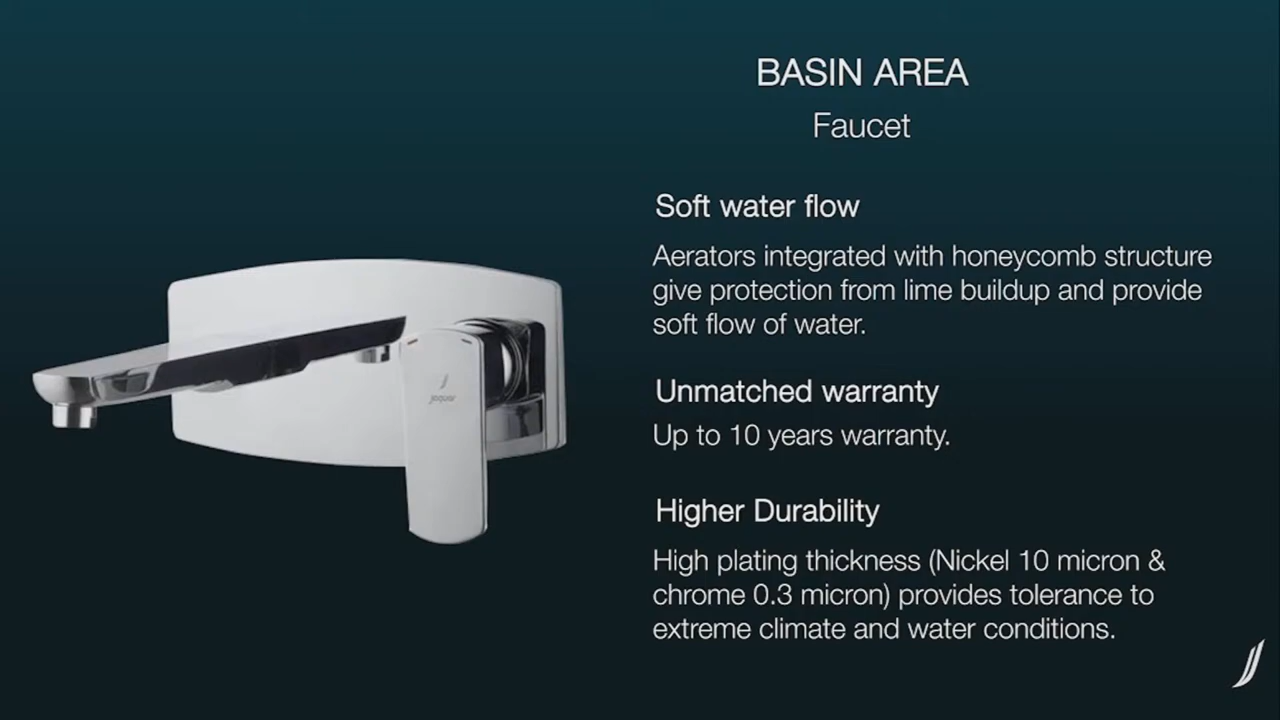 BASIN AREA
Faucet
Soft water flow
Aerators integrated with honeycomb structure
give protection from lime buildup and provide
soft flow of water.
Unmatched warranty
Up to 10 years warranty.
Higher Durability
High plating thickness (Nickel 10 micron &
chrome 0.3 micron) provides tolerance to
extreme climate and water conditions.
jaquar